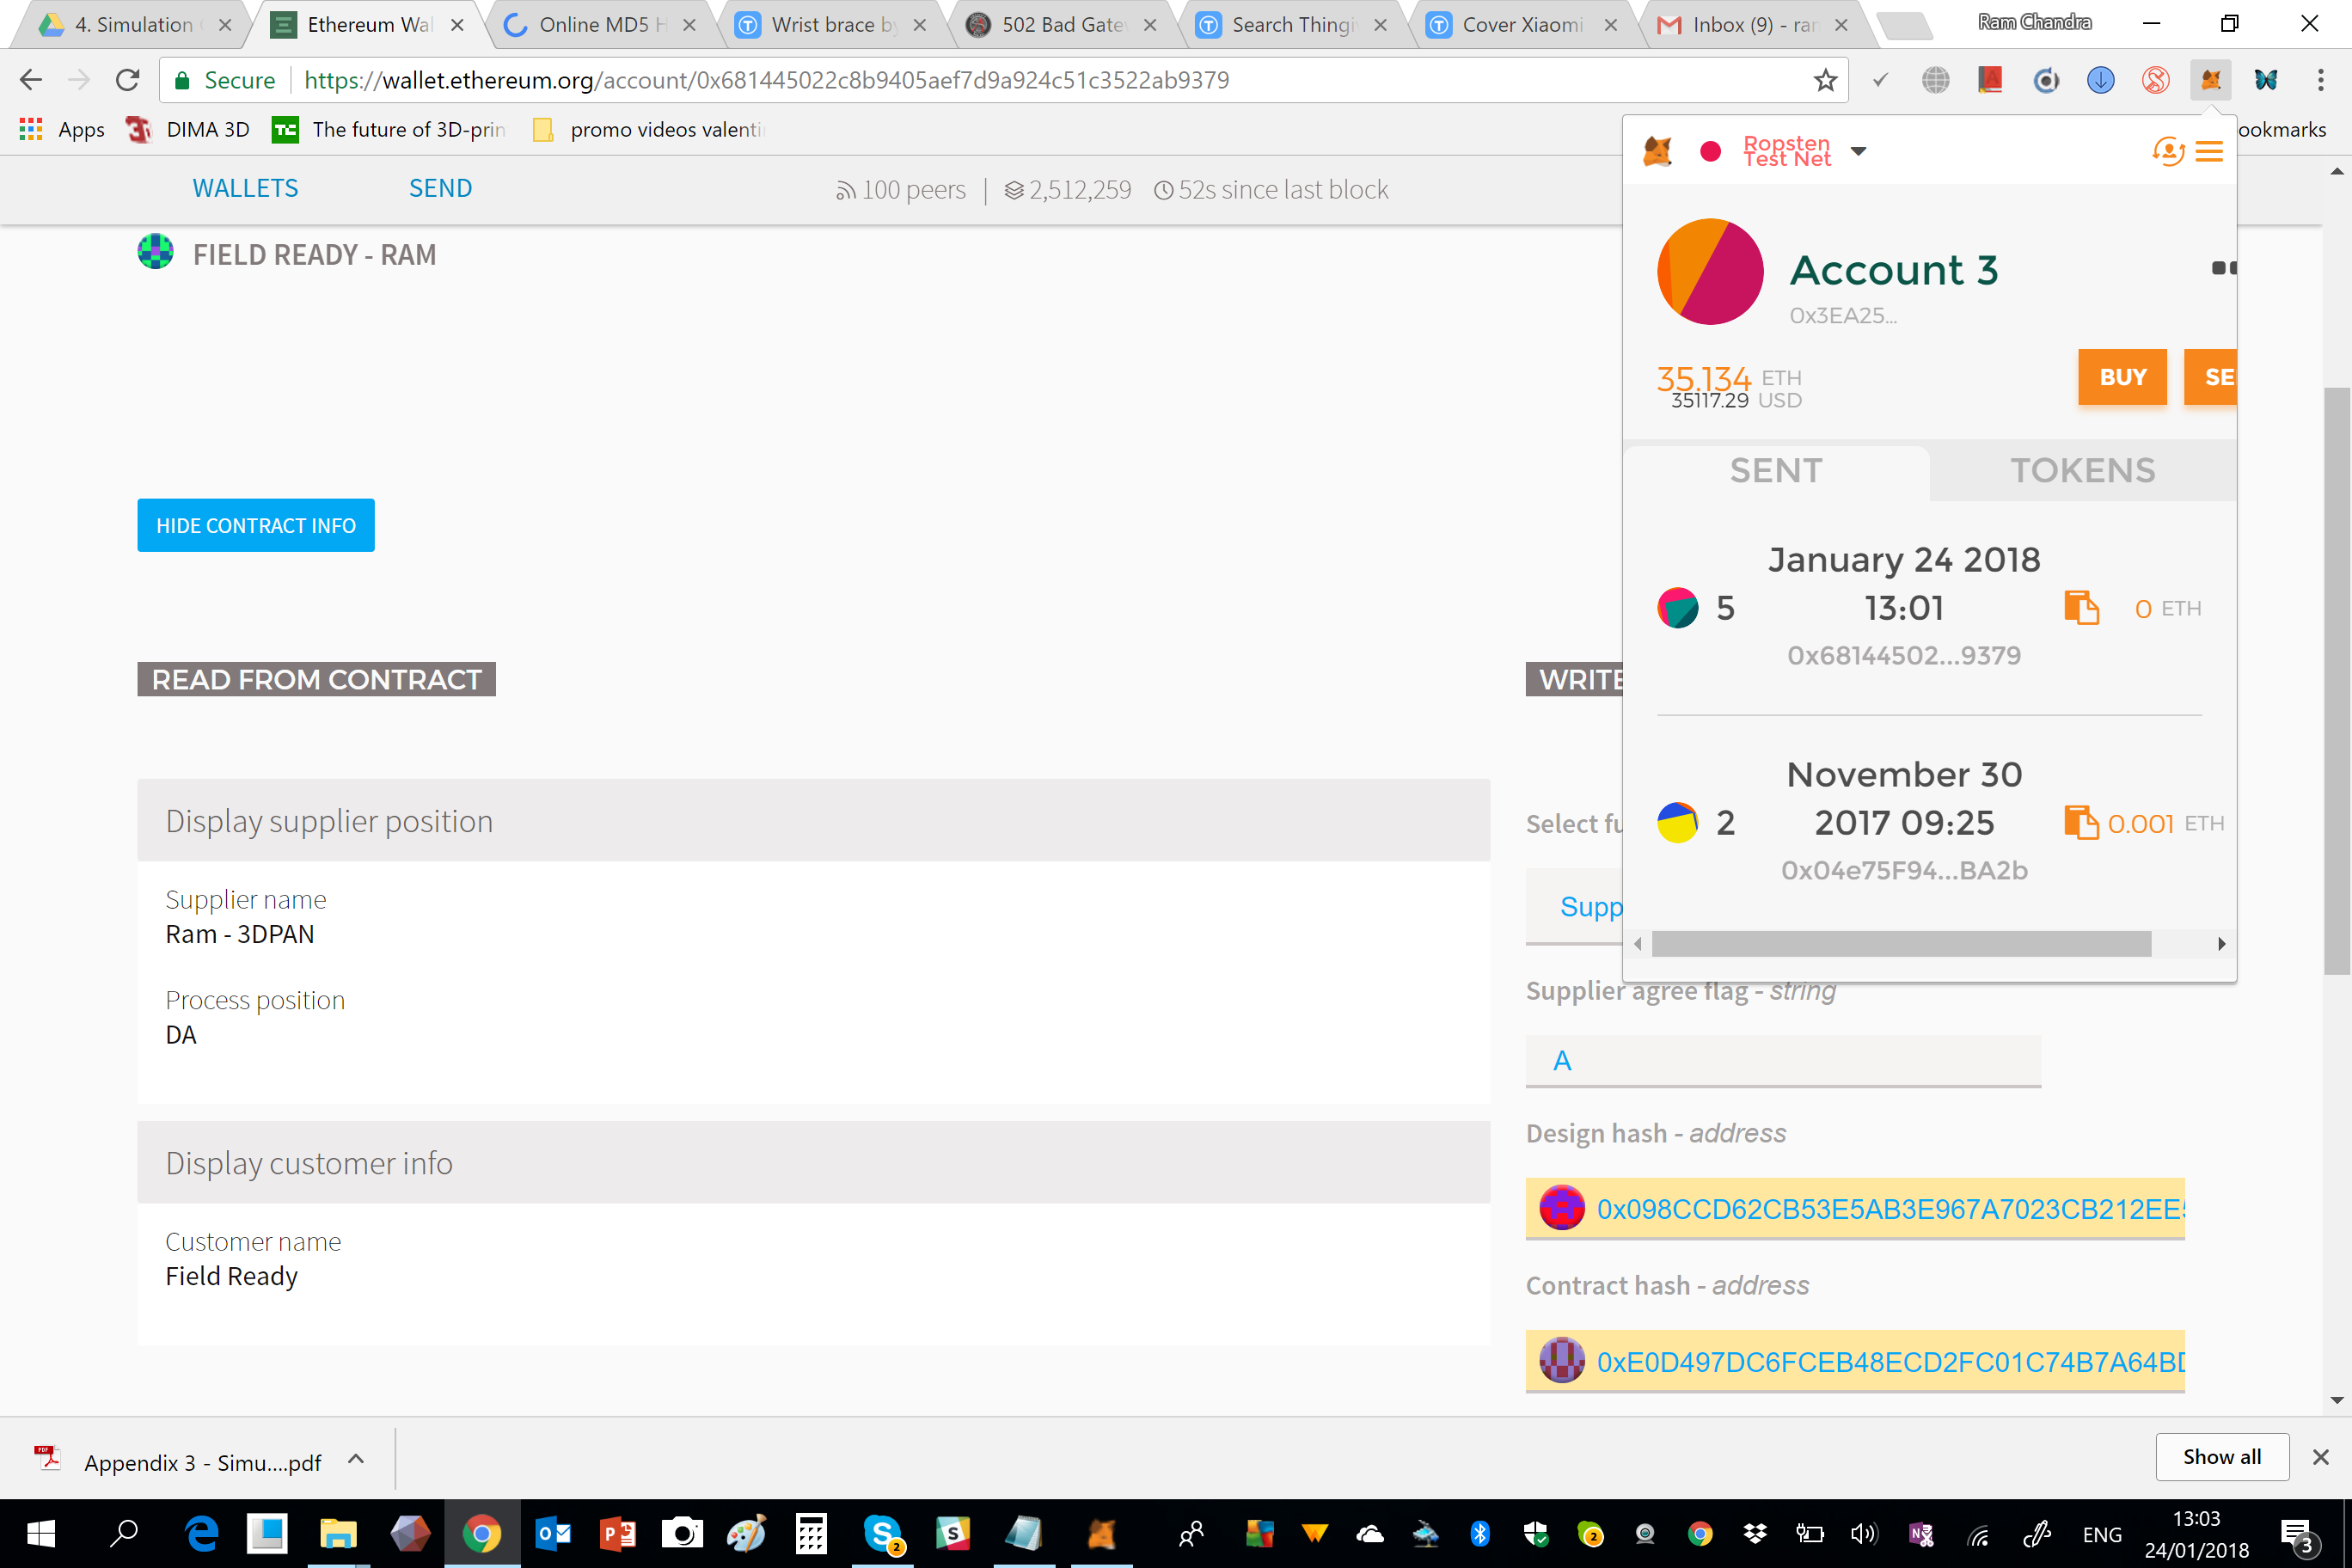 4. Simulation
Ethereum Wal
Online MD5 H
Wrist brace by
502 Bad Gatew
Search Thingi
Cover Xiaomi
Inbox (9) - ram
Ram Chandra
Secure
https://wallet.ethereum.org/account/0x681445022c8b9405aef7d9a924c51c3522ab9379
Apps
DIMA 3D
The future of 3D-prin
promo videos valenti
ookmarks
WALLETS
SEND
100 peers | 2,512,259 52s since last block
FIELD READY - RAM
HIDE CONTRACT INFO
READ FROM CONTRACT
Display supplier position
Supplier name
Ram - 3DPAN
Process position
DA
Display customer info
Customer name
Field Ready
WRITE
Select fu
Supp
Supplier agree flag - string
A
Design hash - address
0x098CCD62CB53E5AB3E967A7023CB212EE5
Contract hash - address
0xE0D497DC6FCEB48ECD2FC01C74B7A64BD
Ropsten
Test Net
Account 3
0x3EA25...
35.134 ETH
35117.29 USD
BUY
SE
SENT
TOKENS
January 24 2018
5 13:01 0 ETH
0x68144502...9379
November 30
2 2017 09:25 0.001 ETH
0x04e75F94...BA2b
Appendix 3 - Simu....pdf
Show all
ENG
13:03
24/01/2018
3